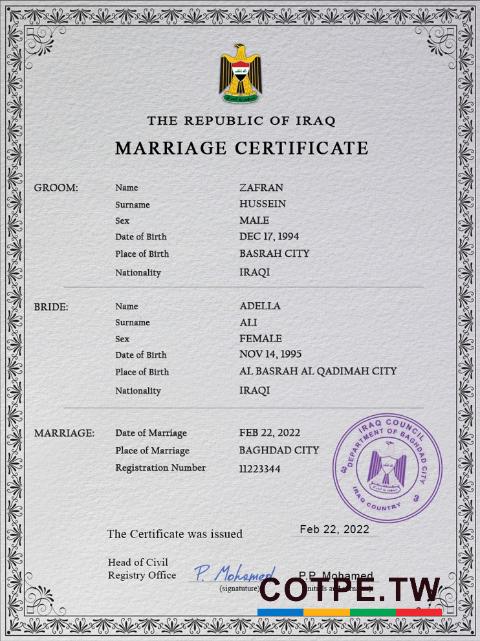 THE REPUBLIC OF IRAQ
MARRIAGE CERTIFICATE
GROOM: Name ZAFRAN
Surname HUSSEIN
Sex MALE
Date of Birth DEC 17, 1994
Place of Birth BASRAH CITY
Nationality IRAQI
BRIDE: Name ADELLA
Surname ALI
Sex FEMALE
Date of Birth NOV 14, 1995
Place of Birth AL BASRAH AL QADIMAH CITY
Nationality IRAQI
MARRIAGE: Date of Marriage FEB 22, 2022
Place of Marriage BAGHDAD CITY
Registration Number 11223344
IRAQ COUNCIL
DEPARTMENT OF BAGHDAD CITY
IRAQ COUNTRY
The Certificate was issued Feb 22, 2022
Head of Civil
Registry Office P. Mohamed P.P. Mohamed
(signature)
COTPE.TW